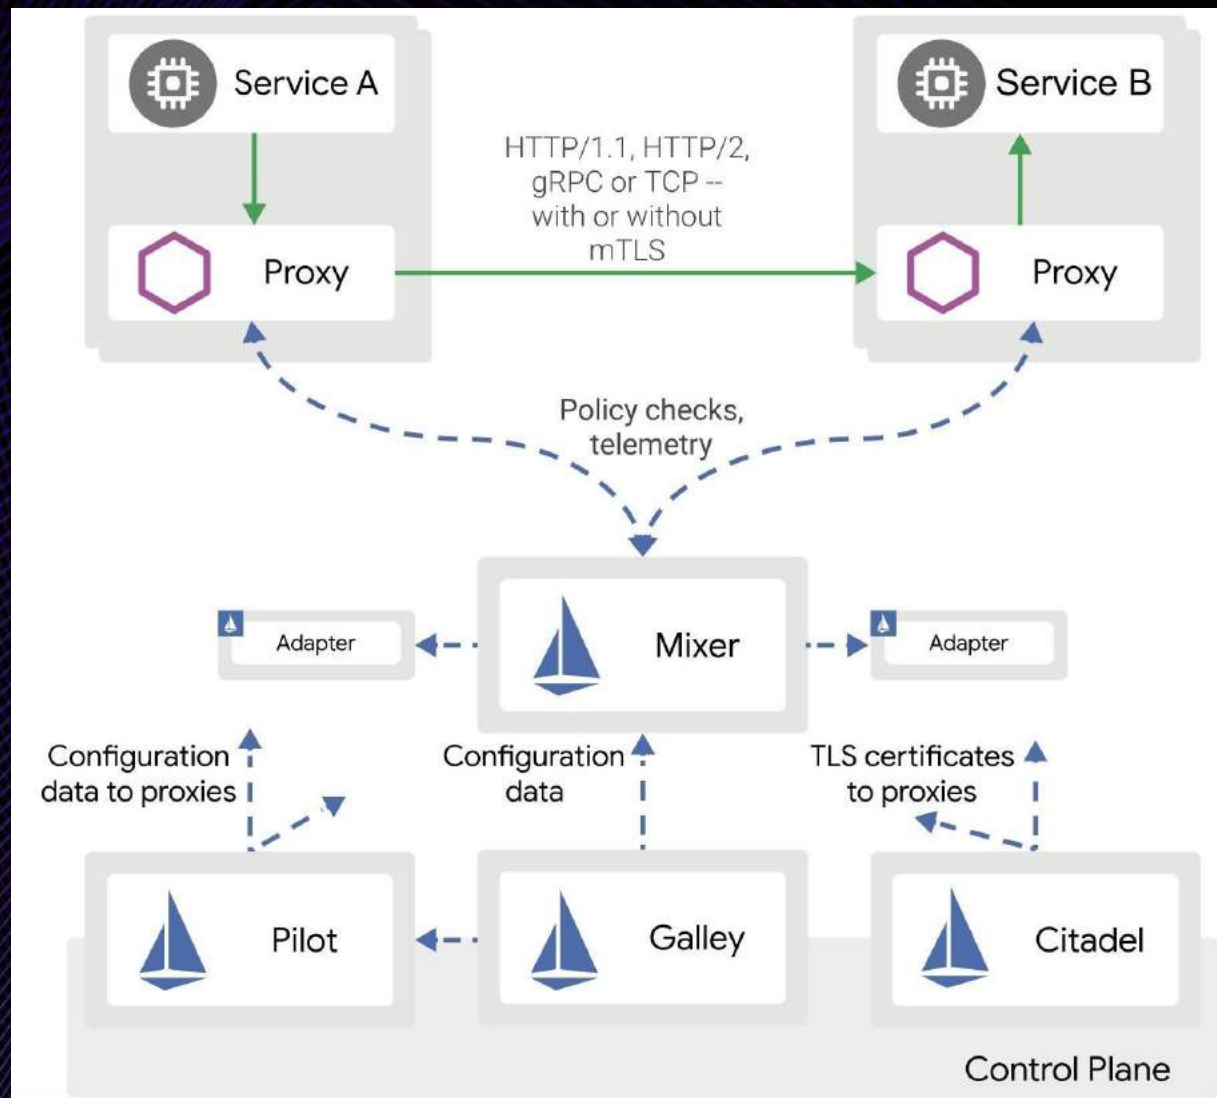 Service A
Service B
HTTP/1.1, HTTP/2,
gRPC or TCP --
with or without
mTLS
Proxy
Proxy
Policy checks,
telemetry
Adapter
Mixer
Adapter
Configuration
data to proxies
Configuration
data
TLS certificates
to proxies
Pilot
Galley
Citadel
Control Plane